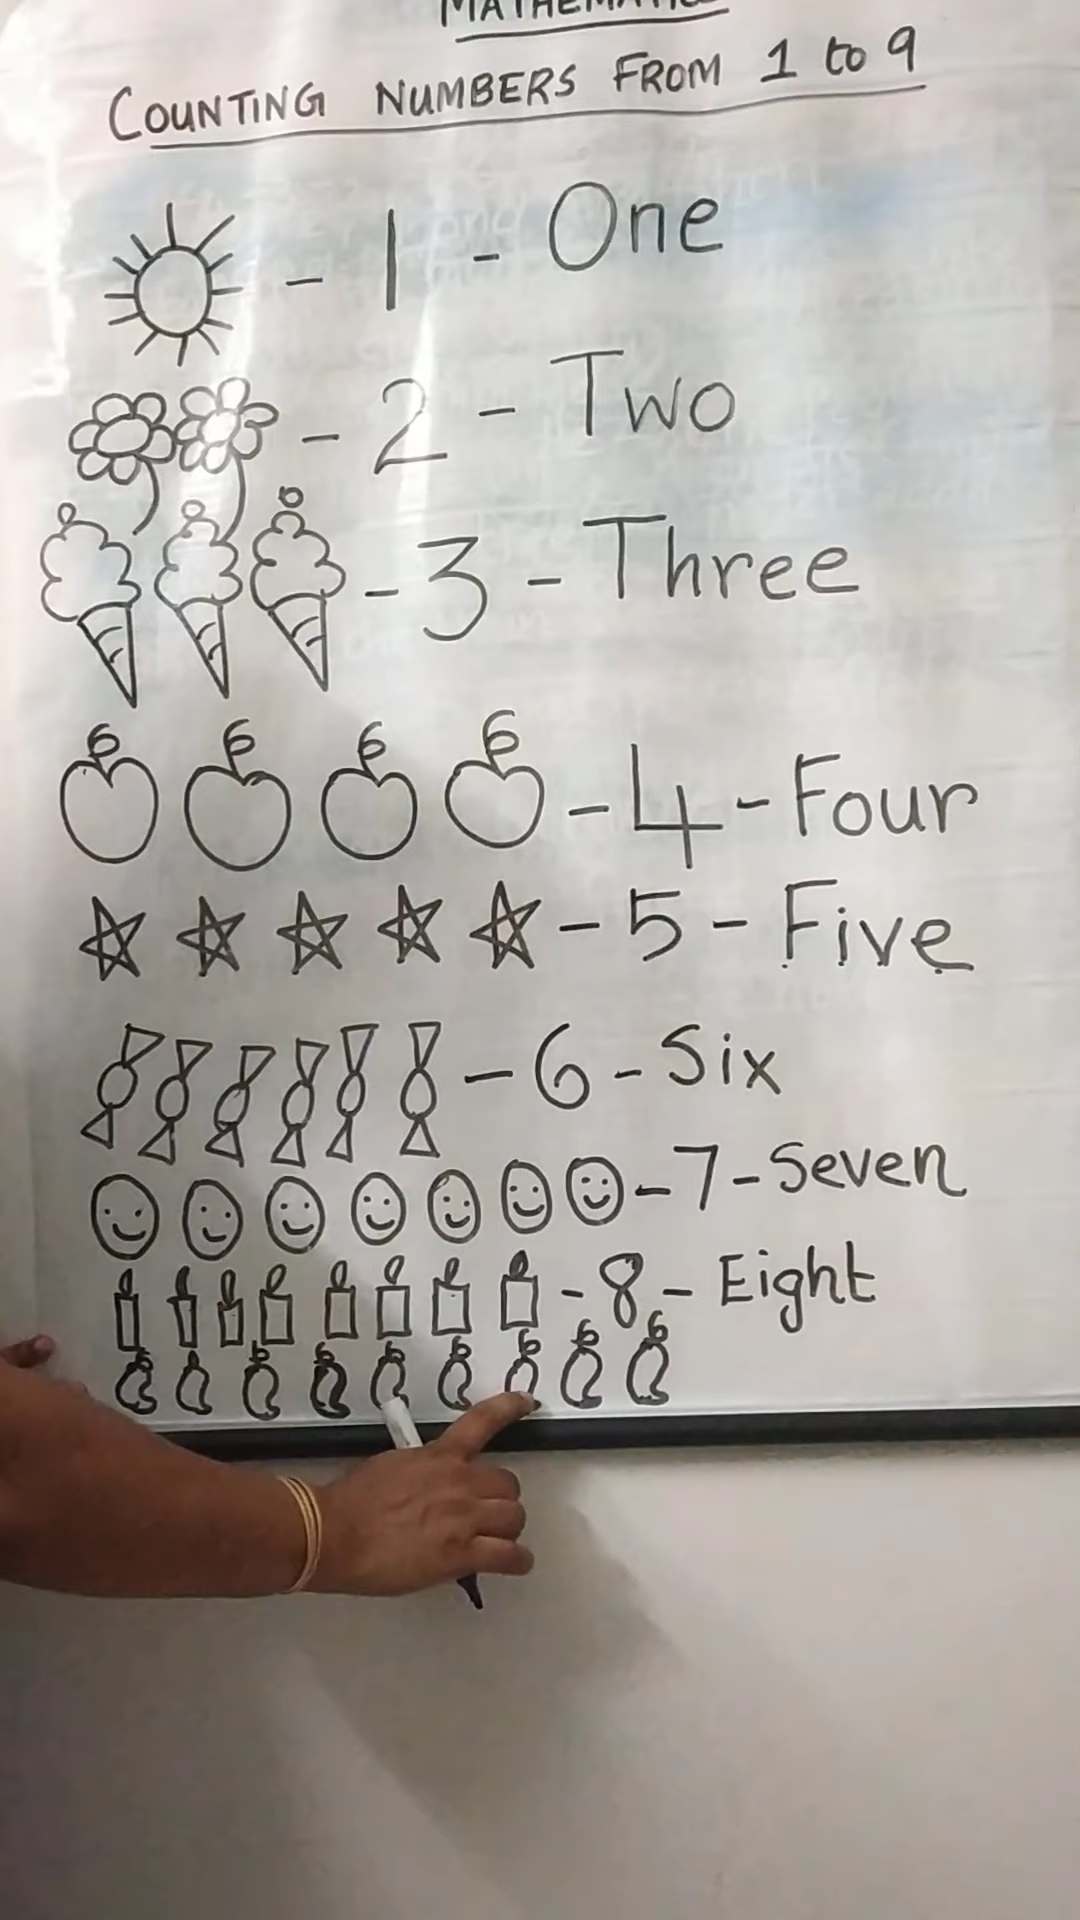 COUNTING NUMBERS FROM 1 to 9
- 1 - One
- 2 - Two
- 3 - Three
- 4 - Four
- 5 - Five
- 6 - Six
- 7 - Seven
- 8 - Eight